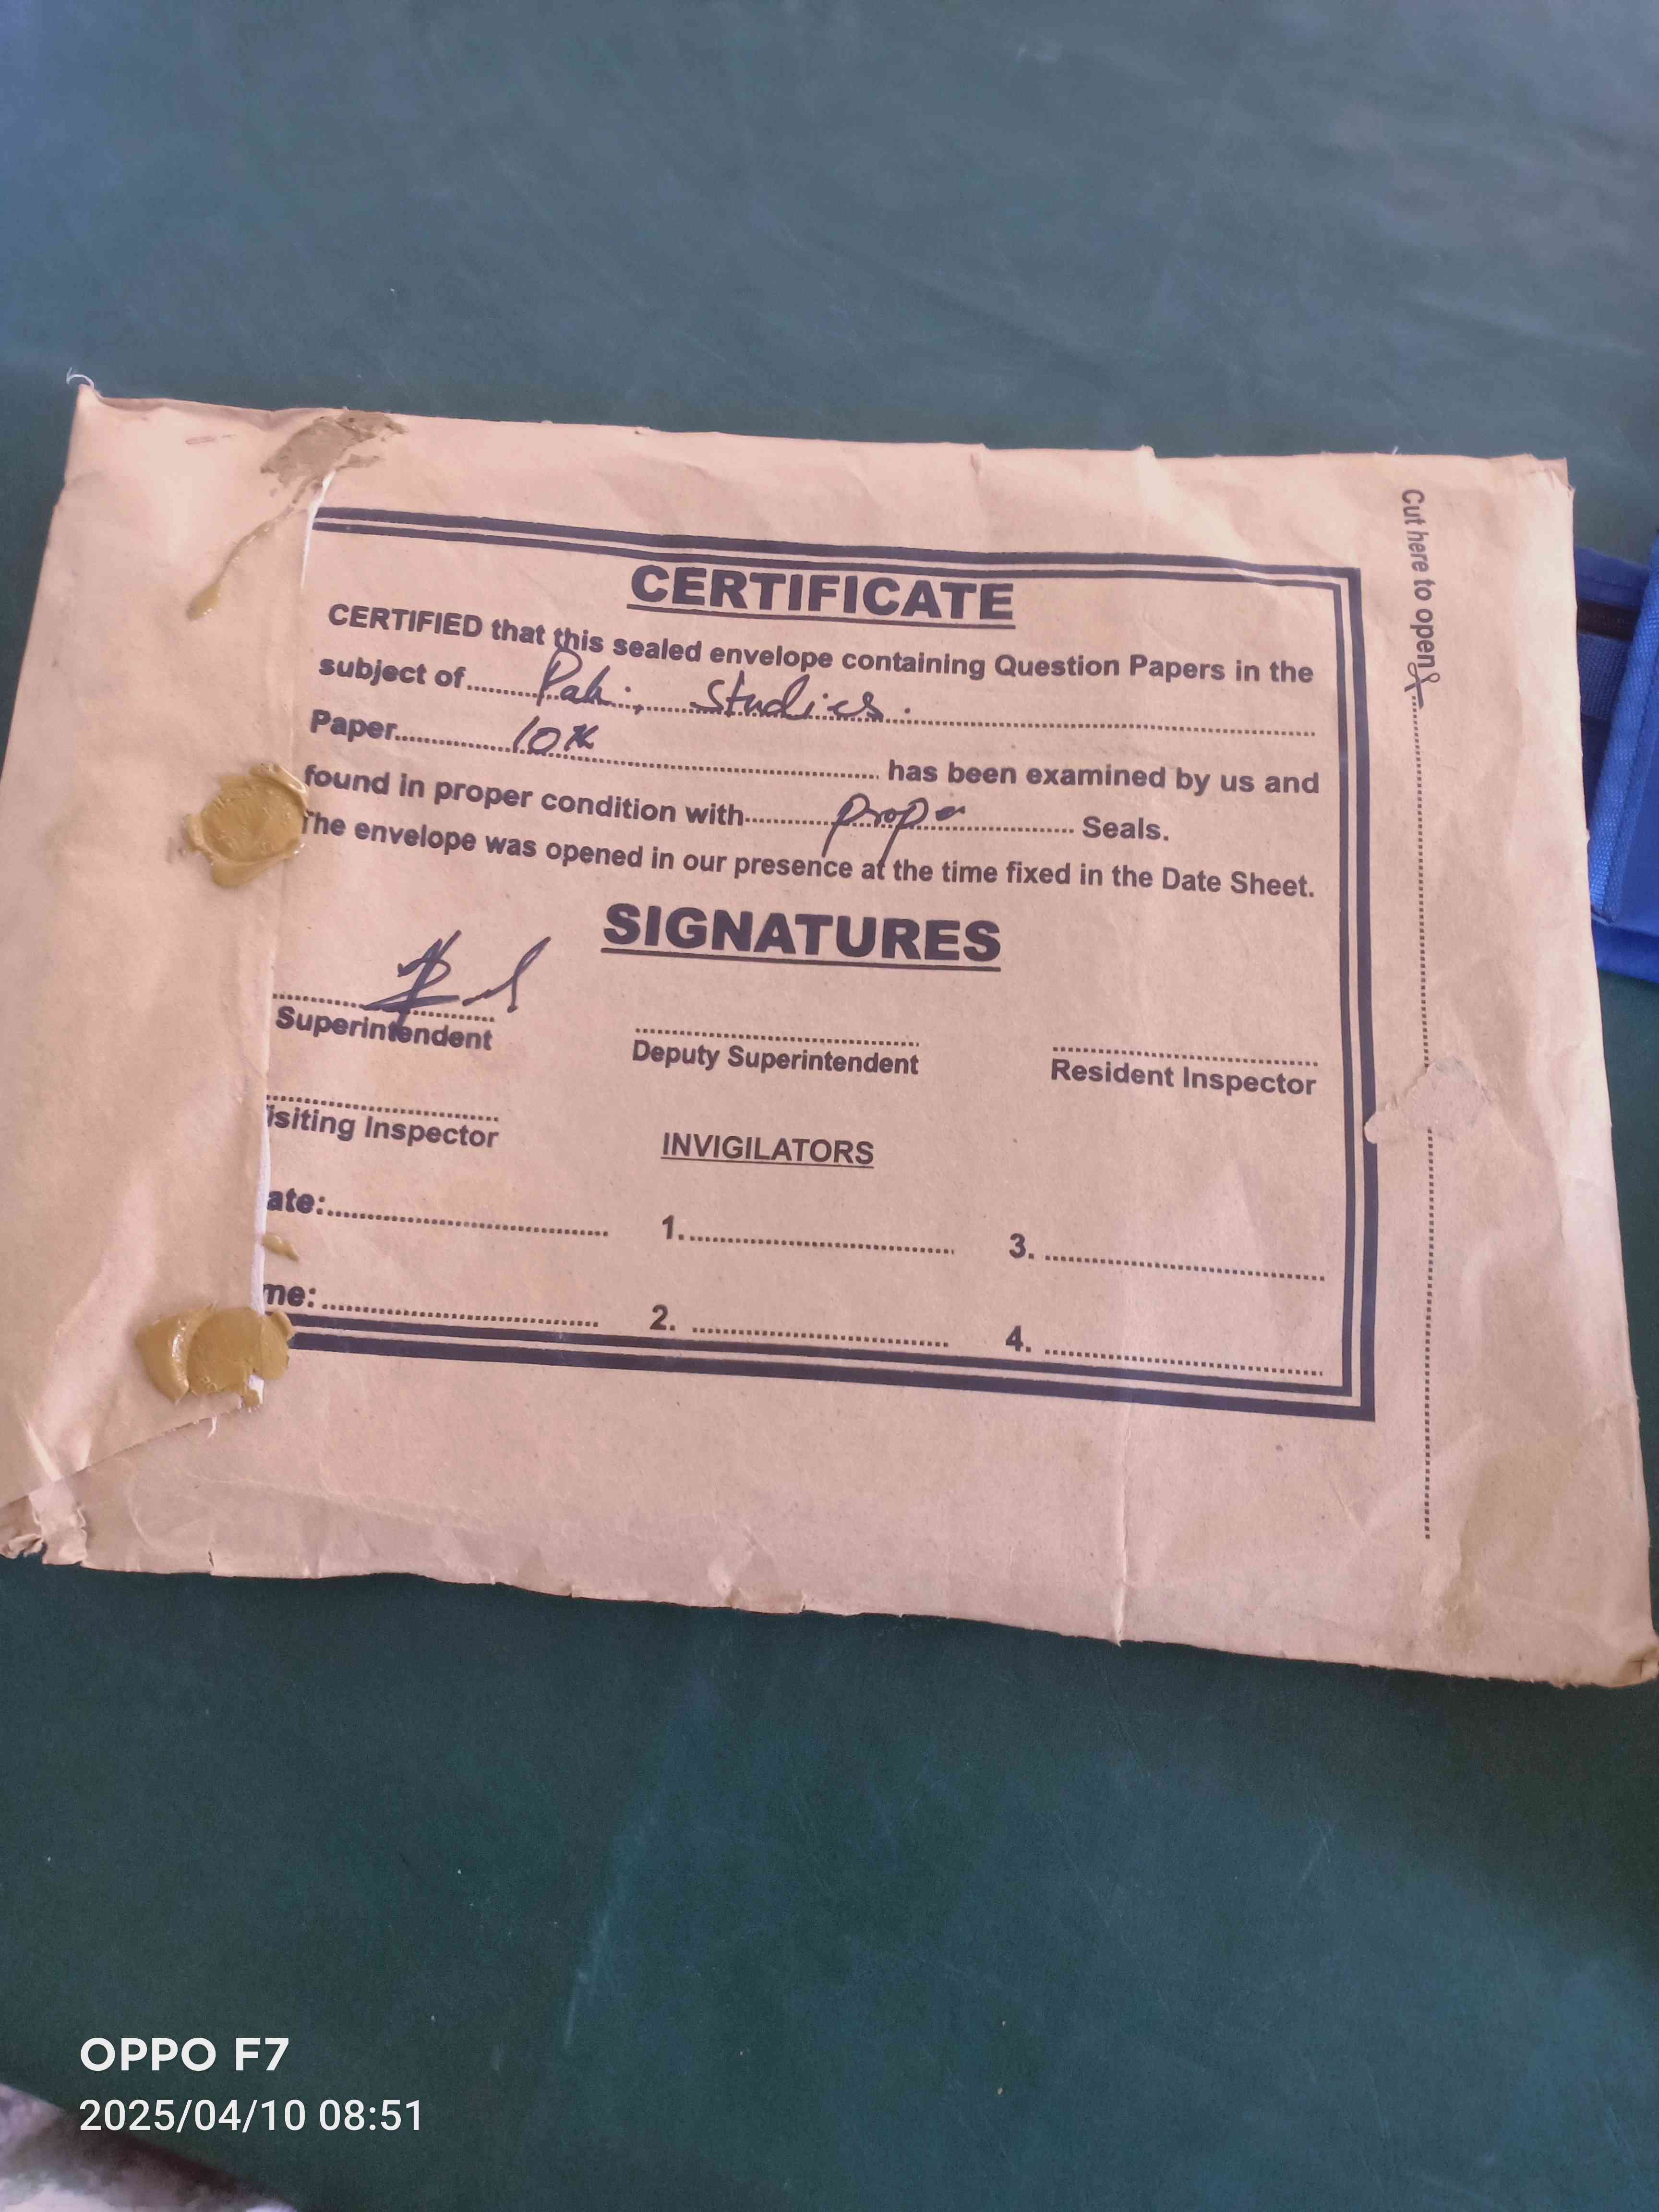 Cut here to open
CERTIFICATE
CERTIFIED that this sealed envelope containing Question Papers in the
subject of Pak; Studies.
Paper 10th has been examined by us and
found in proper condition with proper Seals.
The envelope was opened in our presence at the time fixed in the Date Sheet.
SIGNATURES
Superintendent
Deputy Superintendent
Resident Inspector
isiting Inspector
INVIGILATORS
ate:
1.
3.
me:
2.
4.
OPPO F7
2025/04/10 08:51